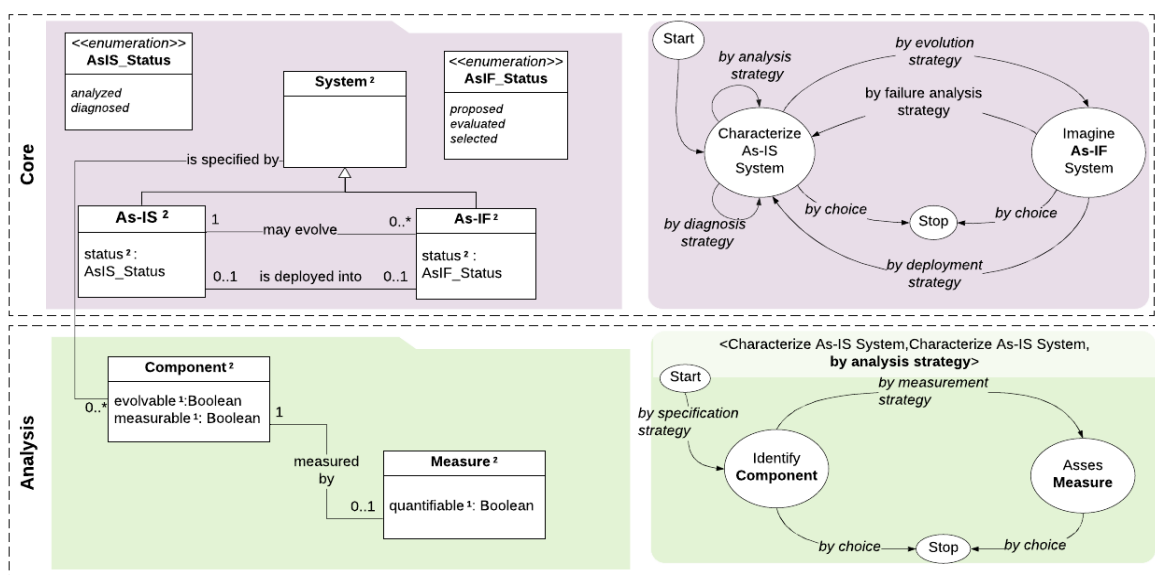 Core
<<enumeration>>
AsIS_Status
analyzed
diagnosed
System ²
<<enumeration>>
AsIF_Status
proposed
evaluated
selected
is specified by
As-IS ²
status ² :
AsIS_Status
1
may evolve
0..*
0..1
is deployed into
0..1
As-IF ²
status ² :
AsIF_Status
Start
by analysis
strategy
by evolution
strategy
by failure analysis
strategy
Characterize
As-IS
System
Imagine
As-IF
System
by diagnosis
strategy
by choice
Stop
by choice
by deployment
strategy
Analysis
Component ²
evolvable ¹:Boolean
measurable ¹: Boolean
0..*
1
measured
by
0..1
Measure ²
quantifiable ¹: Boolean
<Characterize As-IS System,Characterize As-IS System,
by analysis strategy>
Start
by measurement
strategy
by specification
strategy
Identify
Component
Asses
Measure
by choice
Stop
by choice